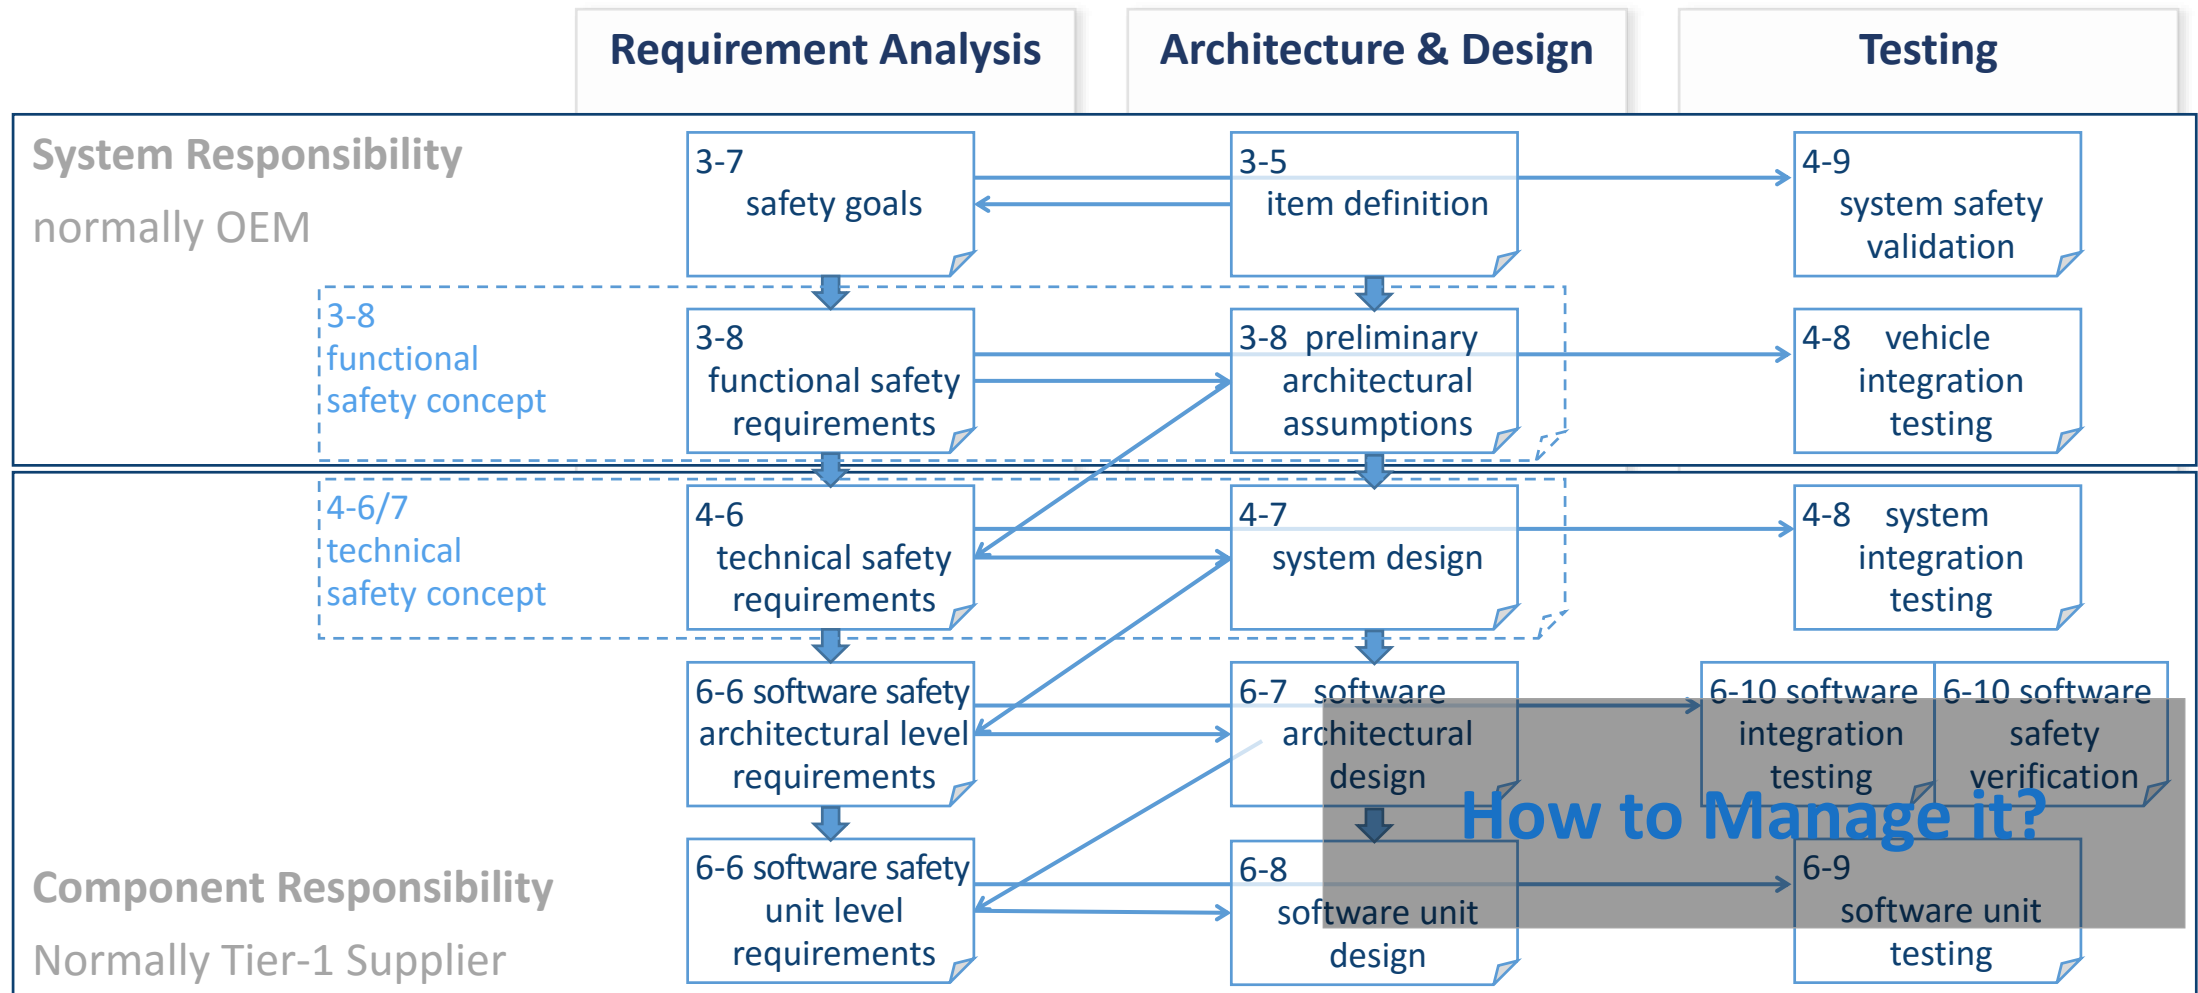 Requirement Analysis
Architecture & Design
Testing
System Responsibility
normally OEM
3-7
safety goals
3-5
item definition
4-9
system safety
validation
3-8
functional
safety concept
3-8
functional safety
requirements
3-8 preliminary
architectural
assumptions
4-8 vehicle
integration
testing
4-6/7
technical
safety concept
4-6
technical safety
requirements
4-7
system design
4-8 system
integration
testing
6-6 software safety
architectural level
requirements
6-7 software
architectural
design
6-10 software
integration
testing
6-10 software
safety
verification
How to Manage it?
Component Responsibility
Normally Tier-1 Supplier
6-6 software safety
unit level
requirements
6-8
software unit
design
6-9
software unit
testing